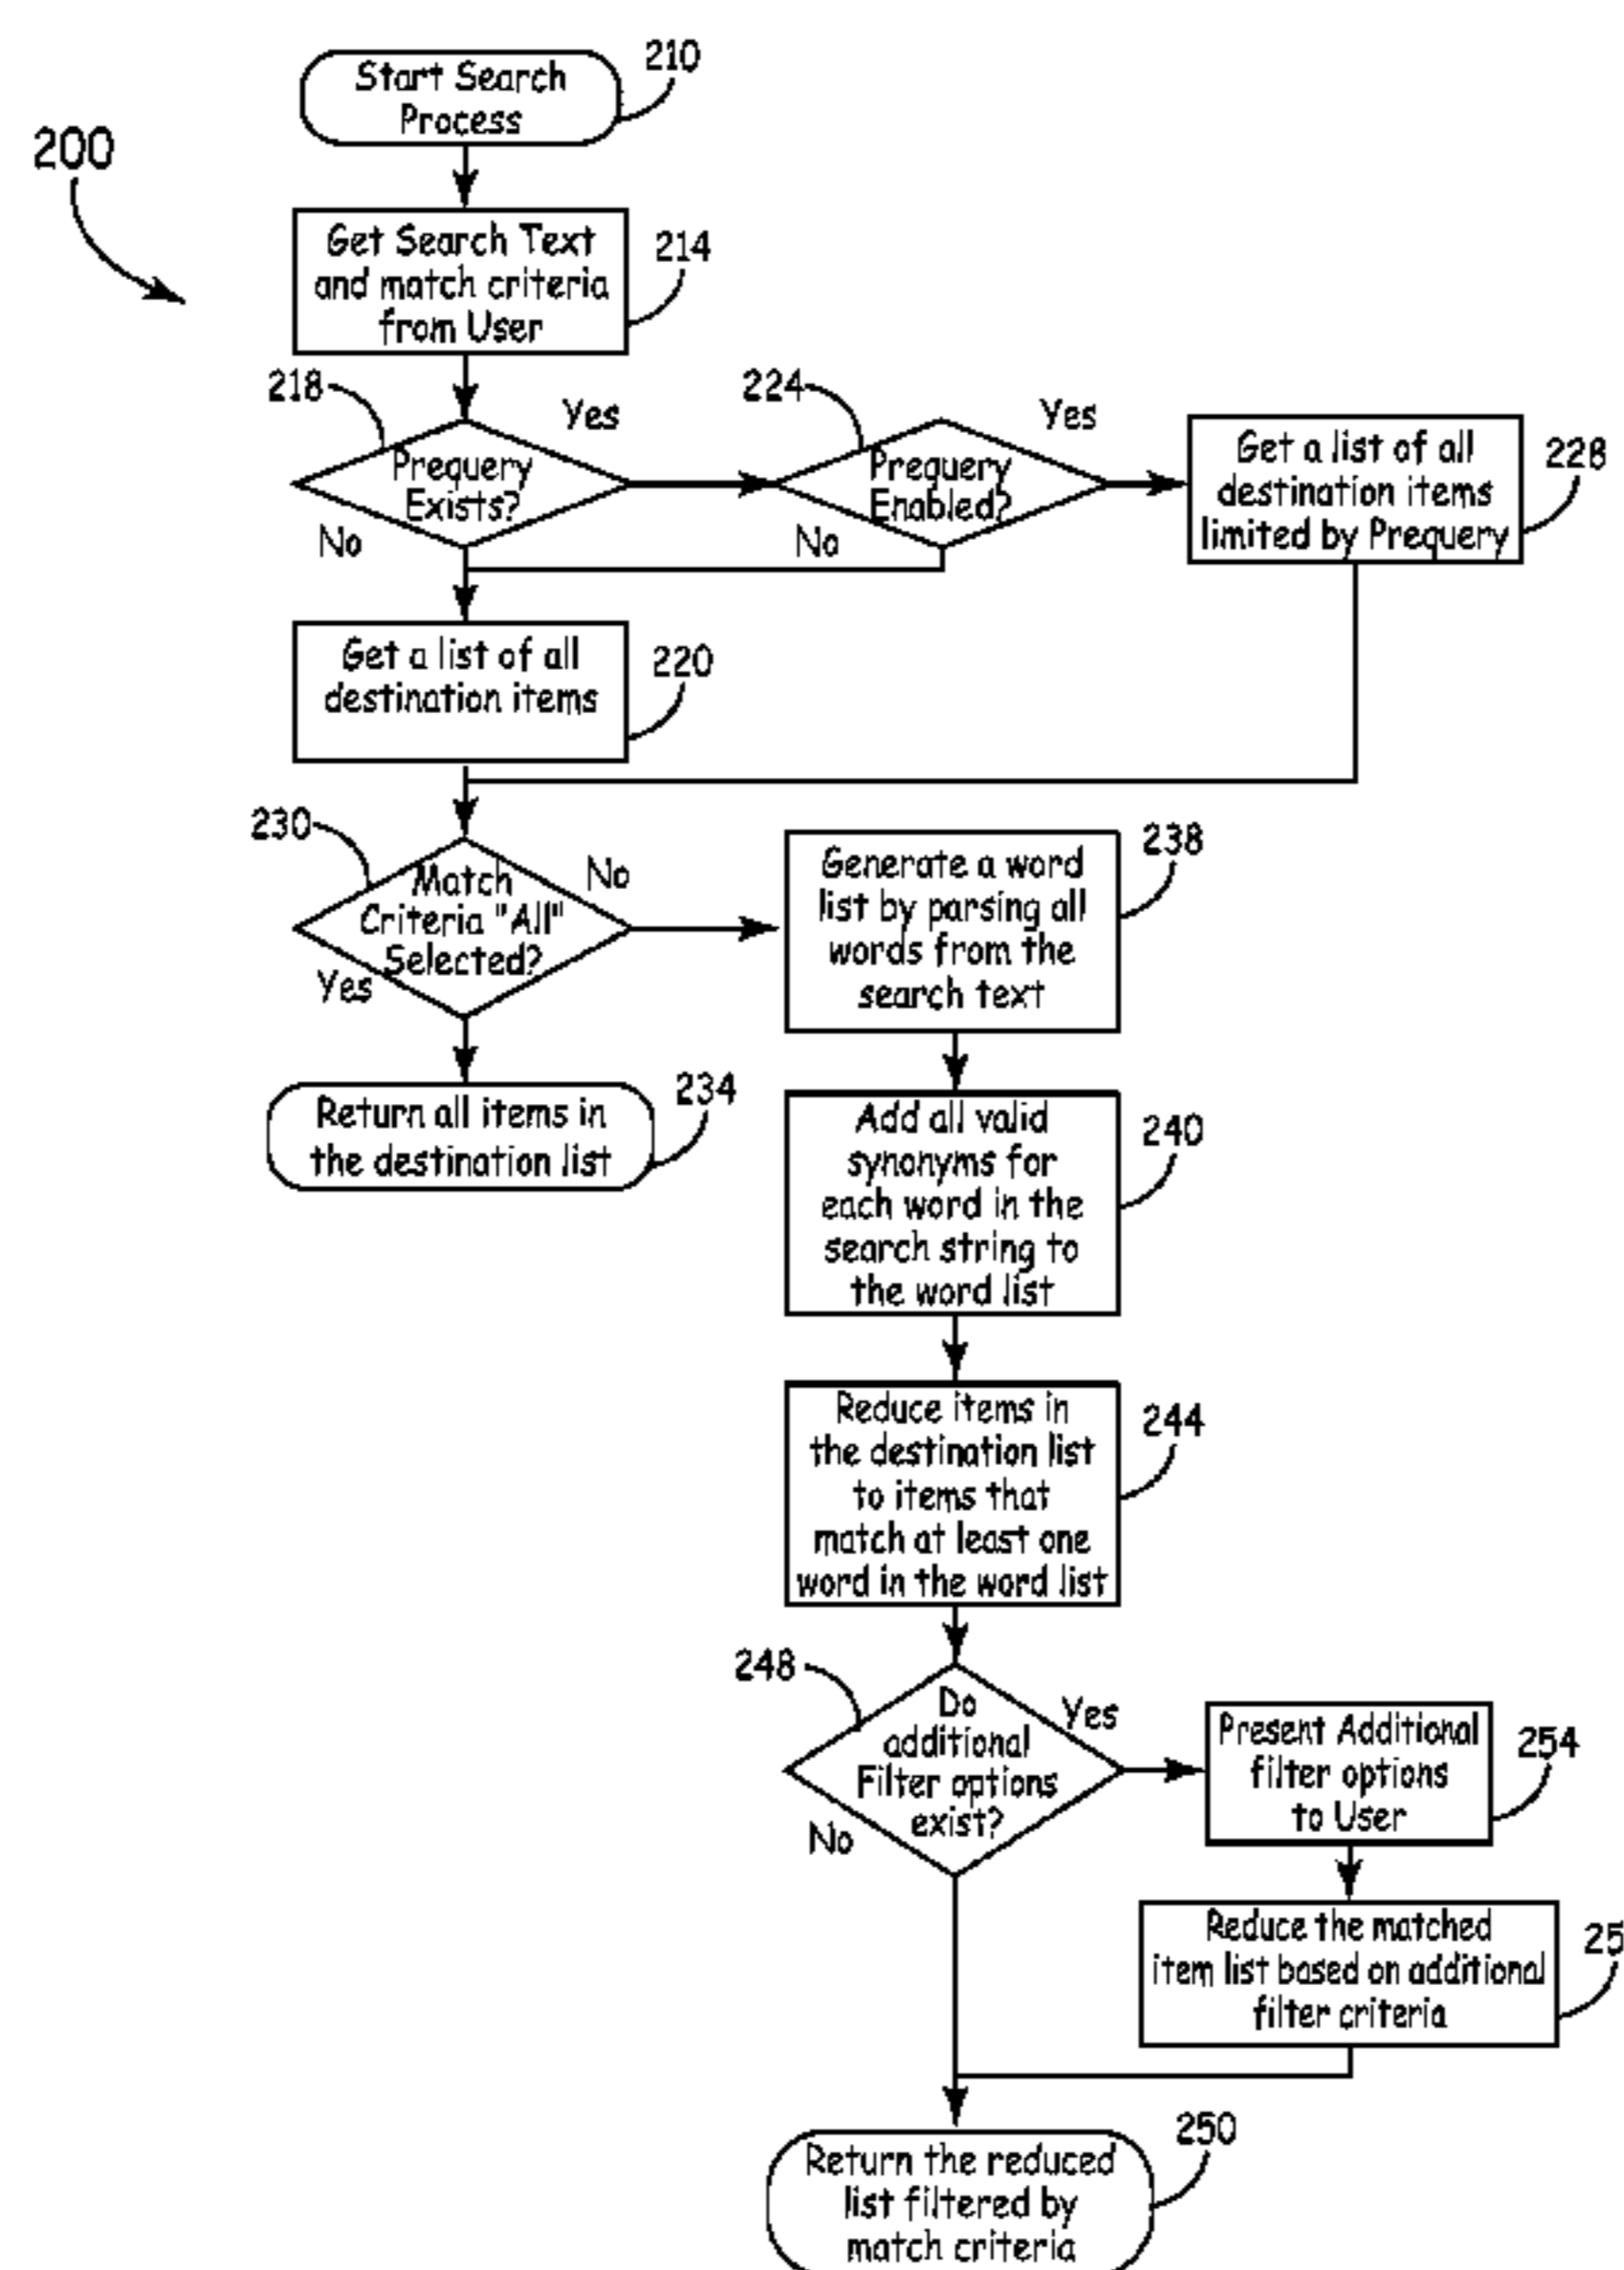 210
Start Search
Process
200
Get Search Text
and match criteria
from User
214
218
Prequery
Exists?
Yes
No
224
Prequery
Enabled?
Yes
No
Get a list of all
destination items
limited by Prequery
228
Get a list of all
destination items
220
230
Match
Criteria "All"
Selected?
No
Yes
Generate a word
list by parsing all
words from the
search text
238
Return all items in
the destination list
234
Add all valid
synonyms for
each word in the
search string to
the word list
240
Reduce items in
the destination list
to items that
match at least one
word in the word list
244
248
Do
additional
Filter options
exist?
Yes
No
Present Additional
filter options
to User
254
Reduce the matched
item list based on additional
filter criteria
25
Return the reduced
list filtered by
match criteria
250